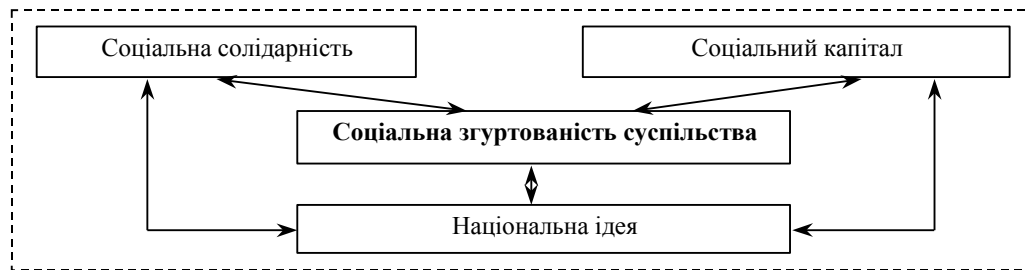 Соціальна солідарність
Соціальний капітал
Соціальна згуртованість суспільства
Національна ідея